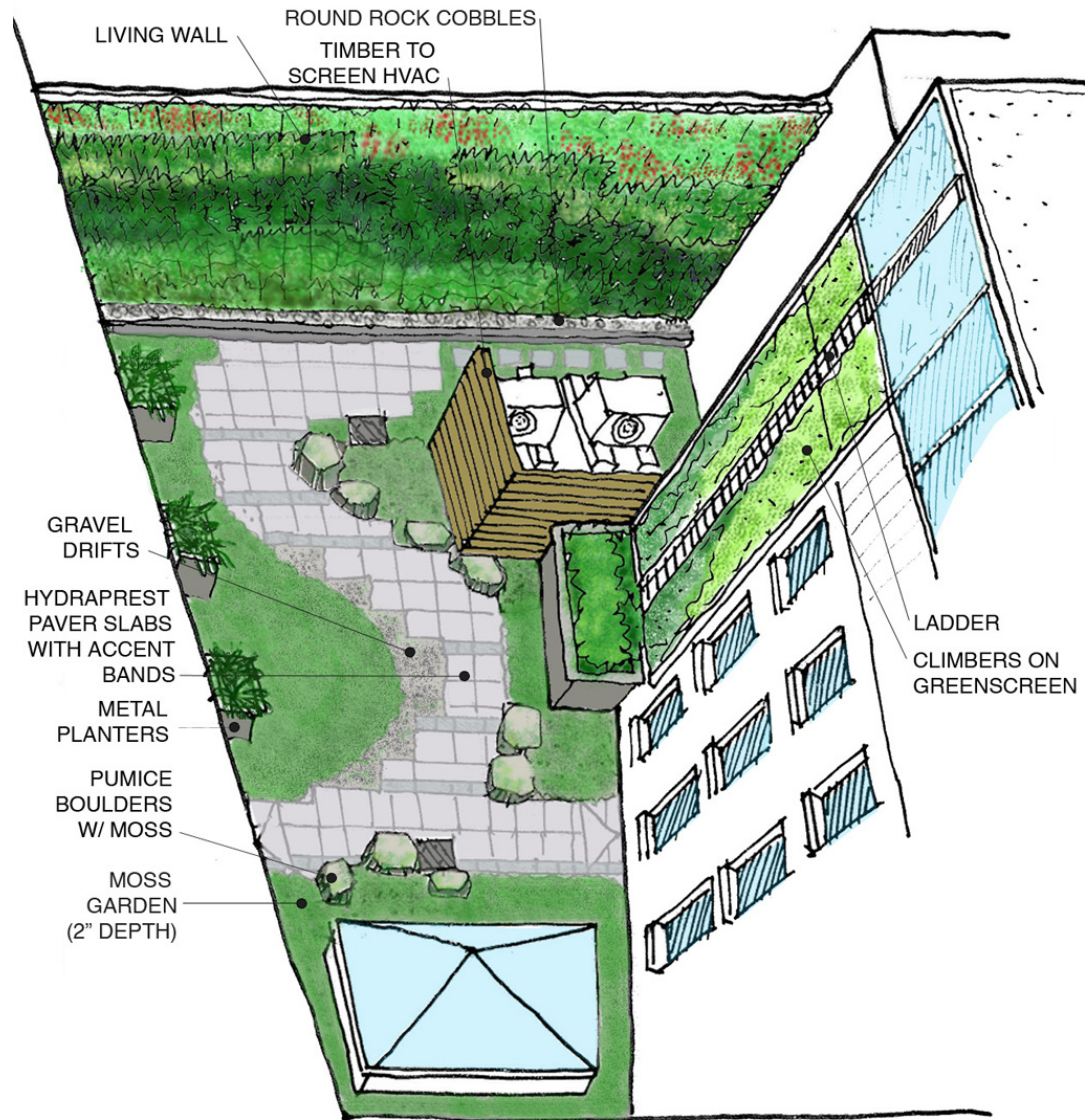 ROUND ROCK COBBLES
LIVING WALL
TIMBER TO
SCREEN HVAC
GRAVEL
DRIFTS
HYDRAPREST
PAVER SLABS
WITH ACCENT
BANDS
METAL
PLANTERS
PUMICE
BOULDERS
W/ MOSS
MOSS
GARDEN
(2” DEPTH)
LADDER
CLIMBERS ON
GREENSCREEN